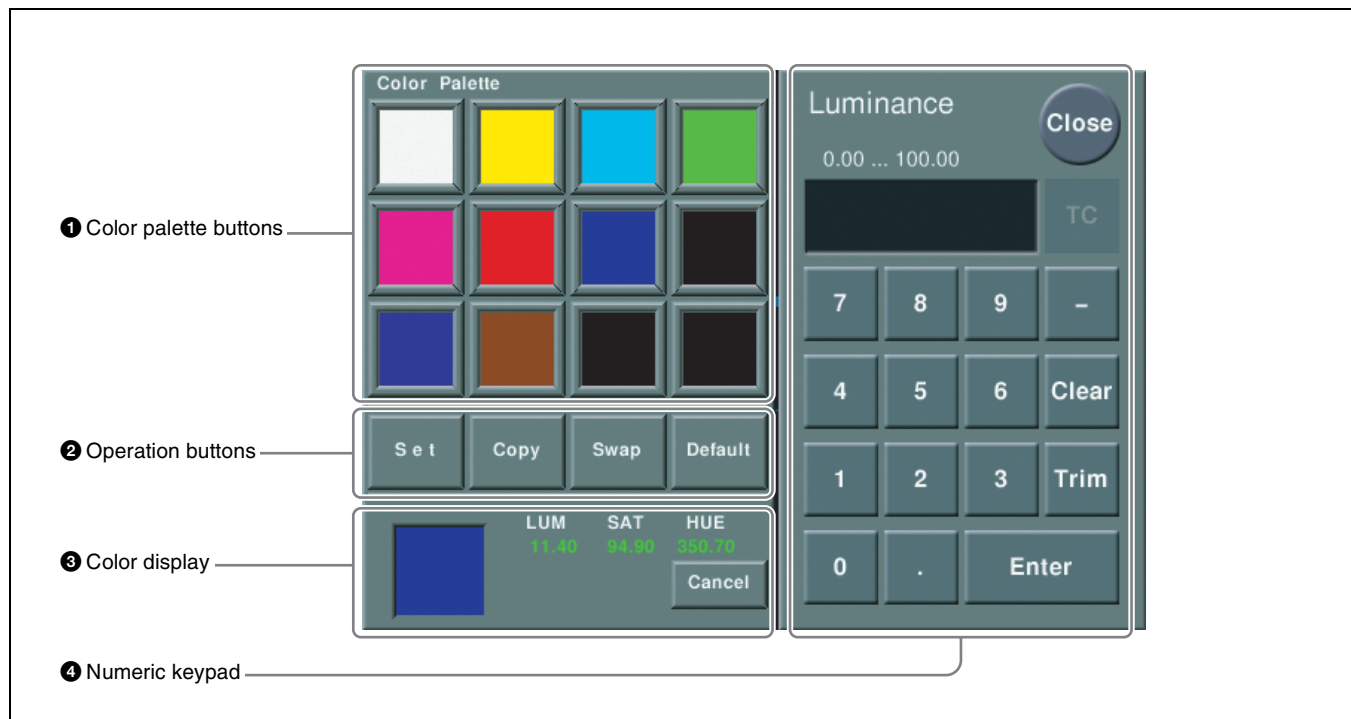 Color Palette
Luminance
Close
0.00 ... 100.00
TC
❶ Color palette buttons
7 8 9 –
4 5 6 Clear
❷ Operation buttons
Set Copy Swap Default
1 2 3 Trim
LUM SAT HUE
11.40 94.90 350.70
❸ Color display
Cancel
0 . Enter
❹ Numeric keypad